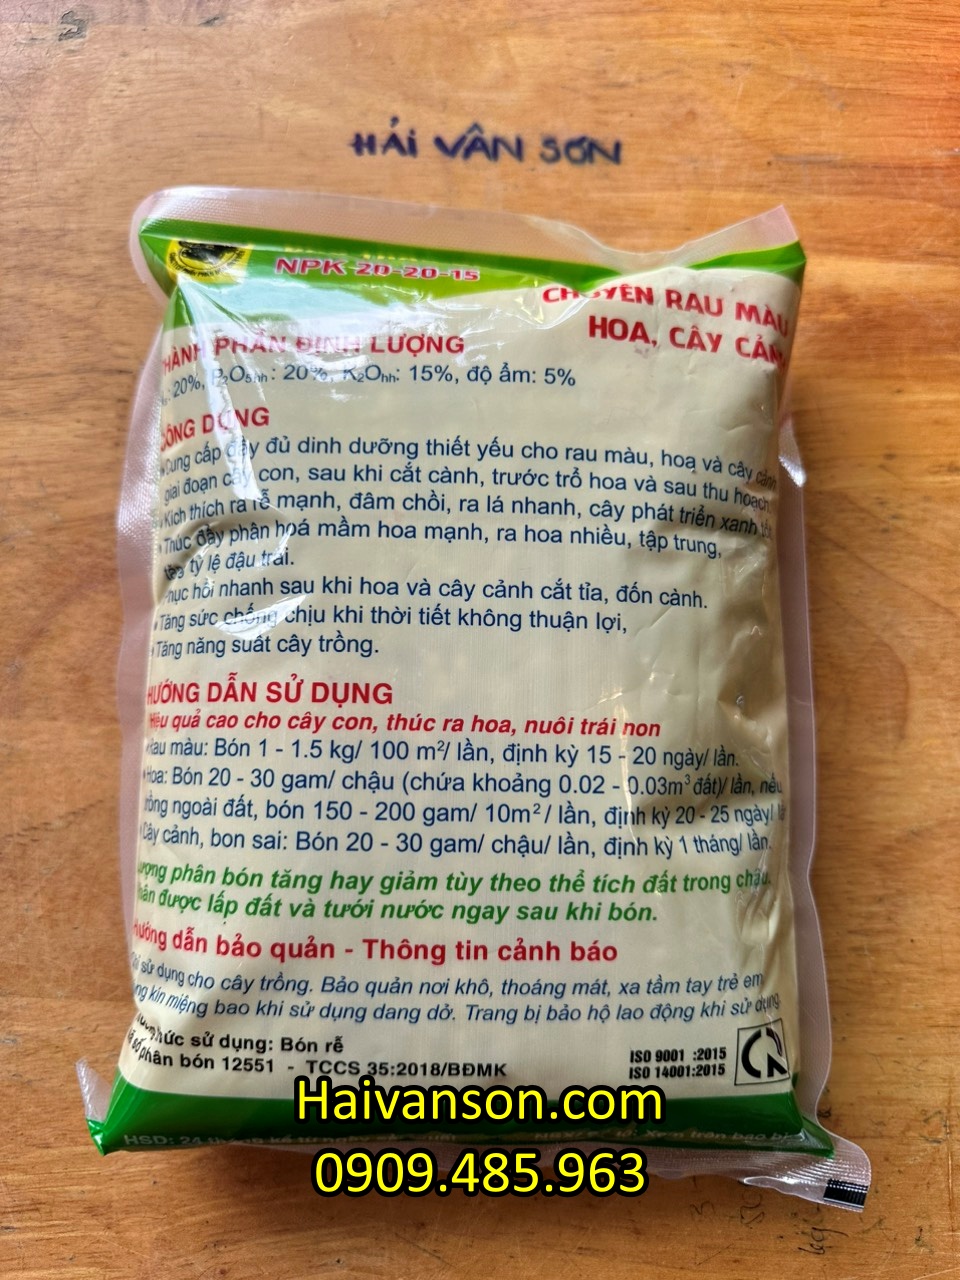 HẢI VÂN SƠN
NPK 20-20-15
CHUYÊN RAU MÀU
HOA, CÂY CẢNH
THÀNH PHẦN ĐỊNH LƯỢNG
: 20%, P₂O₅hh : 20%, K₂Ohh: 15%, độ ẩm: 5%
CÔNG DỤNG
•Cung cấp đầy đủ dinh dưỡng thiết yếu cho rau màu, hoa và cây cảnh
giai đoạn cây con, sau khi cắt cành, trước trổ hoa và sau thu hoạch.
•Kích thích ra rễ mạnh, đâm chồi, ra lá nhanh, cây phát triển xanh tốt.
•Thúc đẩy phân hoá mầm hoa mạnh, ra hoa nhiều, tập trung,
tỷ lệ đậu trái.
Phục hồi nhanh sau khi hoa và cây cảnh cắt tỉa, đốn cành.
•Tăng sức chống chịu khi thời tiết không thuận lợi,
•Tăng năng suất cây trồng.
HƯỚNG DẪN SỬ DỤNG
Hiệu quả cao cho cây con, thúc ra hoa, nuôi trái non
•Rau màu: Bón 1 - 1.5 kg/ 100 m²/ lần, định kỳ 15 - 20 ngày/ lần.
•Hoa: Bón 20 - 30 gam/ chậu (chứa khoảng 0.02 - 0.03m³ đất)/ lần, nếu
trồng ngoài đất, bón 150 - 200 gam/ 10m² / lần, định kỳ 20 - 25 ngày/ lần
•Cây cảnh, bon sai: Bón 20 - 30 gam/ chậu/ lần, định kỳ 1 tháng/ lần.
Lượng phân bón tăng hay giảm tùy theo thể tích đất trong chậu.
Phân được lấp đất và tưới nước ngay sau khi bón.
Hướng dẫn bảo quản - Thông tin cảnh báo
Chỉ sử dụng cho cây trồng. Bảo quản nơi khô, thoáng mát, xa tầm tay trẻ em,
kín miệng bao khi sử dụng dang dở. Trang bị bảo hộ lao động khi sử dụng.
thức sử dụng: Bón rễ
số phân bón 12551 - TCCS 35:2018/BĐMK
ISO 9001 :2015
ISO 14001:2015
HSD: 24 tháng kể từ ngày
Haivanson.com
0909.485.963